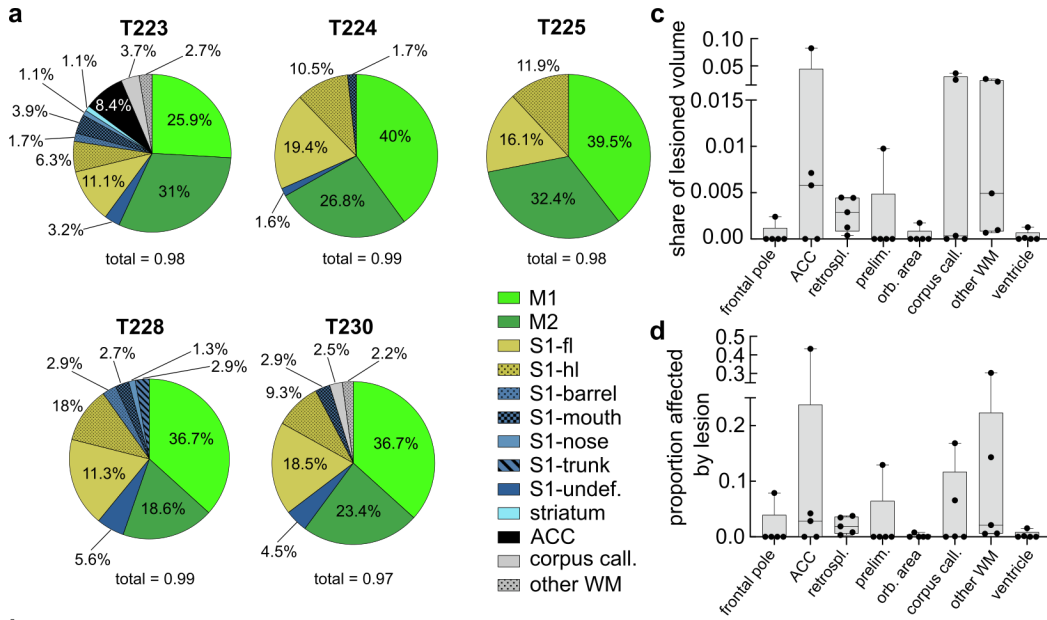 a
T223
3.7%
2.7%
1.1%
1.1%
3.9%
1.7%
6.3%
8.4%
25.9%
11.1%
31%
3.2%
total = 0.98
T224
1.7%
10.5%
40%
19.4%
26.8%
1.6%
total = 0.99
T225
11.9%
39.5%
16.1%
32.4%
total = 0.98
T228
1.3%
2.7%
2.9%
2.9%
18%
36.7%
11.3%
18.6%
5.6%
total = 0.99
T230
2.5%
2.2%
2.9%
9.3%
36.7%
18.5%
23.4%
4.5%
total = 0.97
M1
M2
S1-fl
S1-hl
S1-barrel
S1-mouth
S1-nose
S1-trunk
S1-undef.
striatum
ACC
corpus call.
other WM
c
share of lesioned volume
0.10
0.05
0.015
0.010
0.005
0.00
frontal pole
ACC
retrospl.
prelim.
orb. area
corpus call.
other WM
ventricle
d
proportion affected
by lesion
0.5
0.4
0.3
0.2
0.1
0.0
frontal pole
ACC
retrospl.
prelim.
orb. area
corpus call.
other WM
ventricle